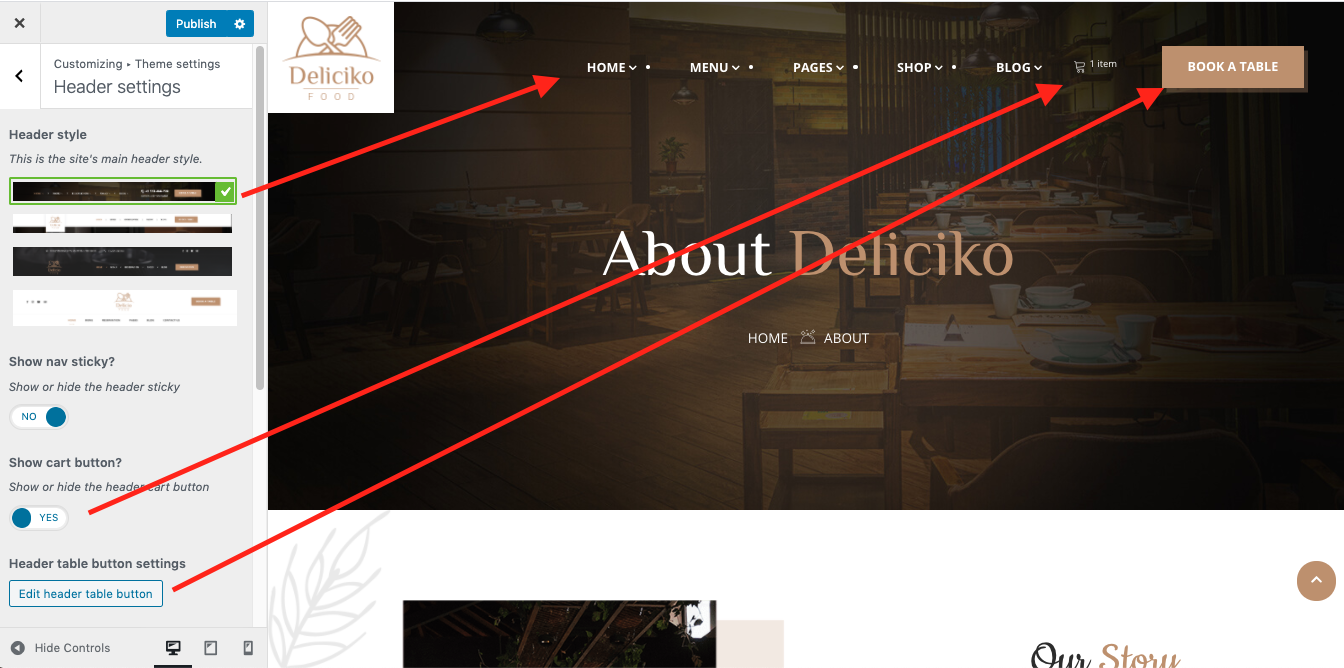 Publish
Customizing ▸ Theme settings
Header settings
Header style
This is the site's main header style.
Show nav sticky?
Show or hide the header sticky
NO
Show cart button?
Show or hide the header cart button
YES
Header table button settings
Edit header table button
Hide Controls
Deliciko
FOOD
HOME • MENU • PAGES • SHOP • BLOG 1 item BOOK A TABLE
About Deliciko
HOME ABOUT
Our Story